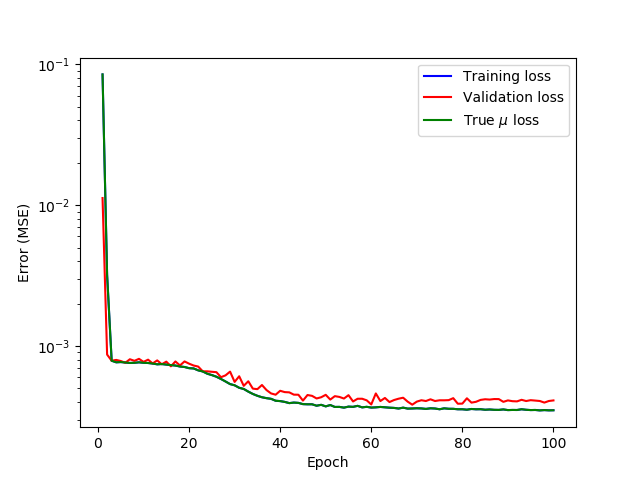 Training loss
Validation loss
True μ loss
10⁻¹
10⁻²
10⁻³
Error (MSE)
0 20 40 60 80 100
Epoch